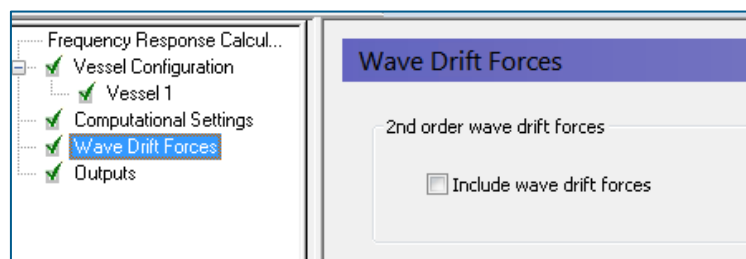 Frequency Response Calcul...
Vessel Configuration
Vessel 1
Computational Settings
Wave Drift Forces
Outputs
Wave Drift Forces
2nd order wave drift forces
Include wave drift forces